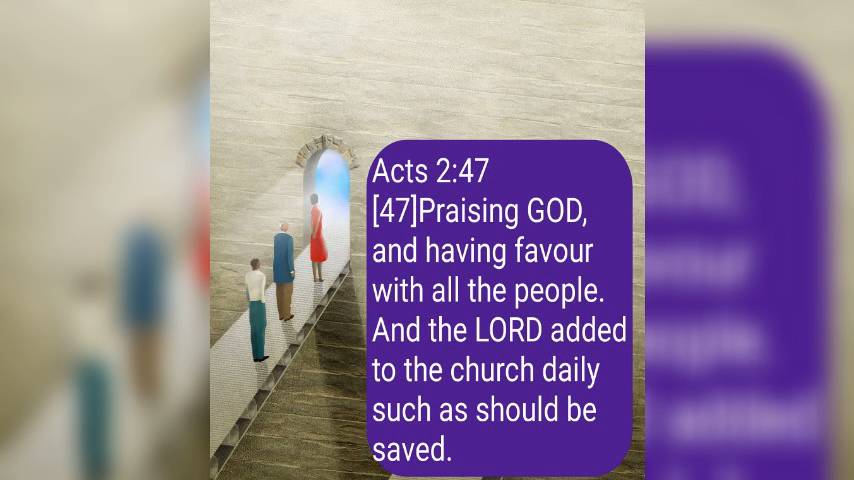 Acts 2:47
[47]Praising GOD,
and having favour
with all the people.
And the LORD added
to the church daily
such as should be
saved.